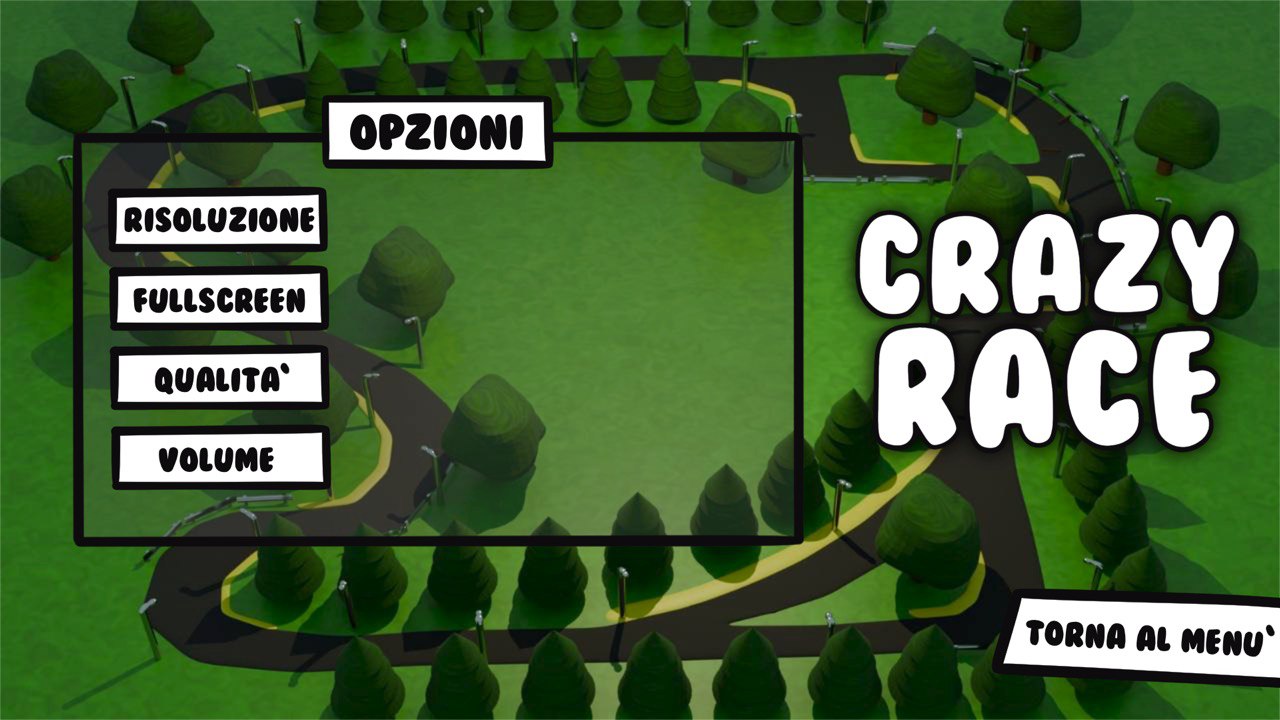 OPZIONI
RISOLUZIONE
FULLSCREEN
QUALITA`
VOLUME
CRAZY
RACE
TORNA AL MENU`